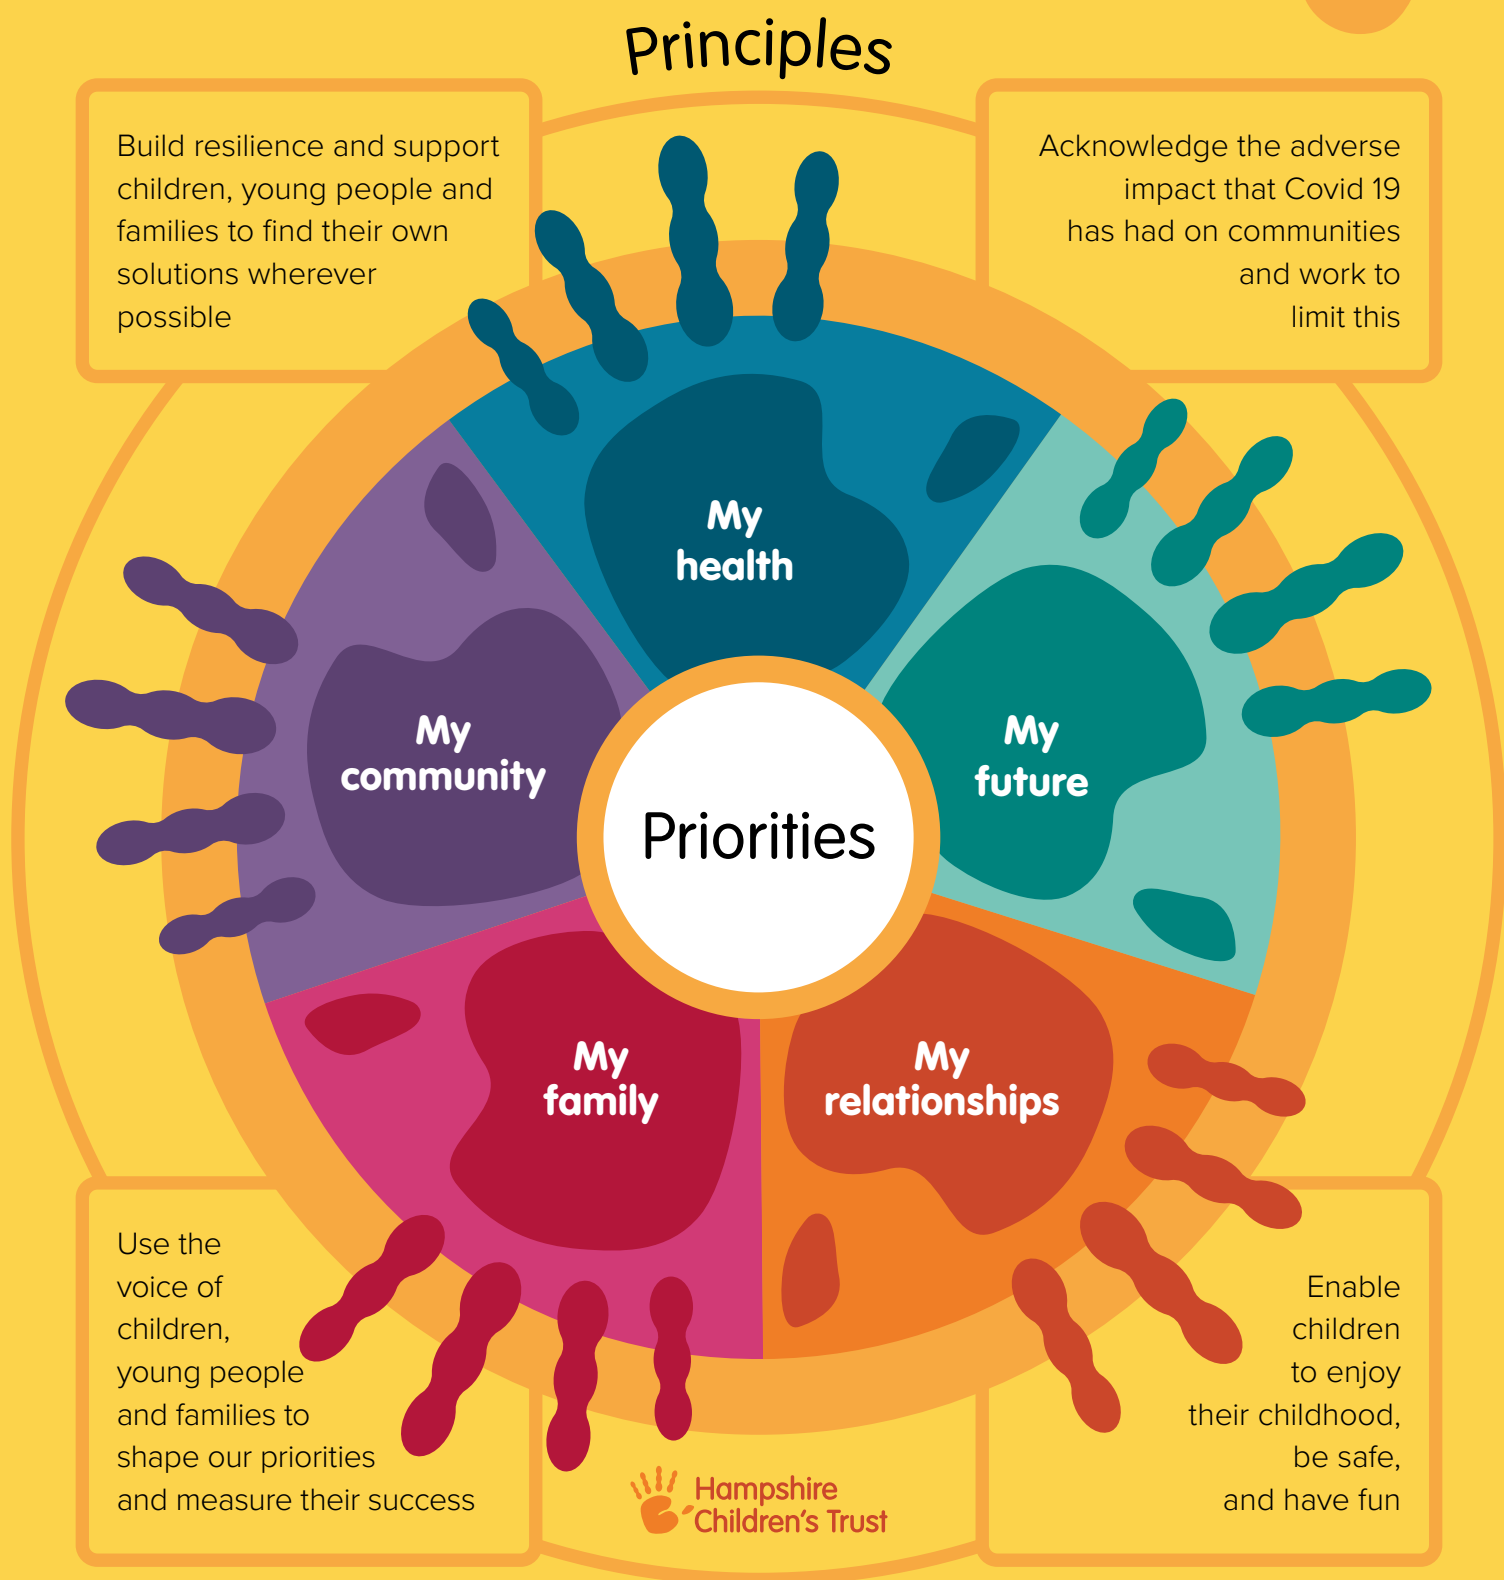 Principles
Build resilience and support
children, young people and
families to find their own
solutions wherever
possible
Acknowledge the adverse
impact that Covid 19
has had on communities
and work to
limit this
My
health
My
community
My
future
Priorities
My
family
My
relationships
Use the
voice of
children,
young people
and families to
shape our priorities
and measure their success
Enable
children
to enjoy
their childhood,
be safe,
and have fun
Hampshire
Children's Trust